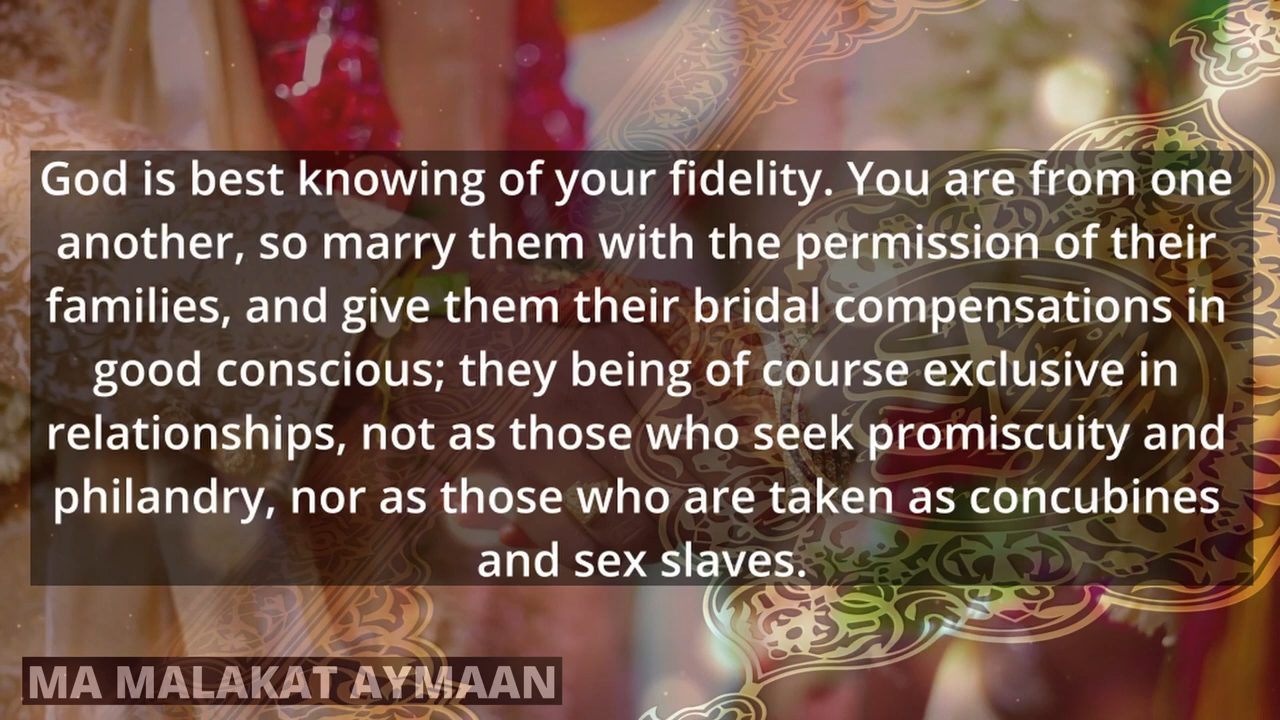 God is best knowing of your fidelity. You are from one
another, so marry them with the permission of their
families, and give them their bridal compensations in
good conscious; they being of course exclusive in
relationships, not as those who seek promiscuity and
philandry, nor as those who are taken as concubines
and sex slaves.
MA MALAKAT AYMAAN